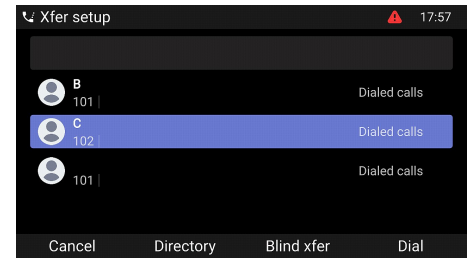 Xfer setup 17:57
B
101 Dialed calls
C
102 Dialed calls
101 Dialed calls
Cancel Directory Blind xfer Dial